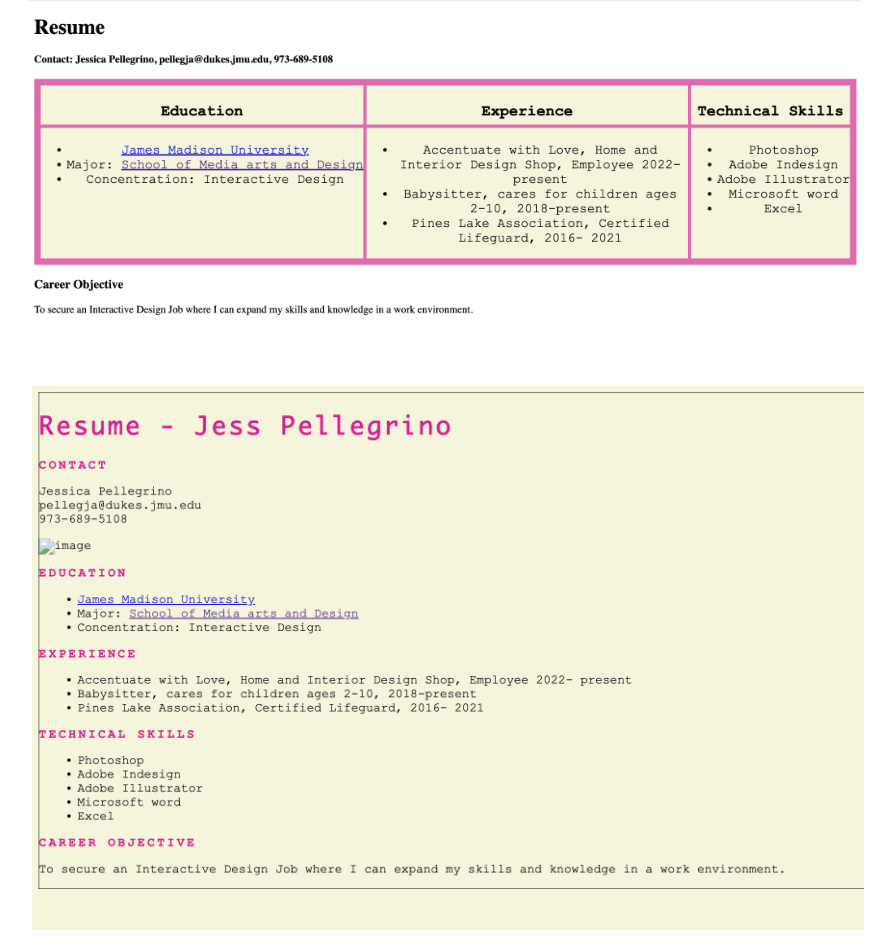 Resume
Contact: Jessica Pellegrino, pellegja@dukes.jmu.edu, 973-689-5108
Education
James Madison University
Major: School of Media arts and Design
Concentration: Interactive Design
Experience
Accentuate with Love, Home and
Interior Design Shop, Employee 2022-
present
Babysitter, cares for children ages
2-10, 2018-present
Pines Lake Association, Certified
Lifeguard, 2016- 2021
Technical Skills
Photoshop
Adobe Indesign
Adobe Illustrator
Microsoft word
Excel
Career Objective
To secure an Interactive Design Job where I can expand my skills and knowledge in a work environment.
Resume - Jess Pellegrino
CONTACT
Jessica Pellegrino
pellegja@dukes.jmu.edu
973-689-5108
image
EDUCATION
James Madison University
Major: School of Media arts and Design
Concentration: Interactive Design
EXPERIENCE
Accentuate with Love, Home and Interior Design Shop, Employee 2022- present
Babysitter, cares for children ages 2-10, 2018-present
Pines Lake Association, Certified Lifeguard, 2016- 2021
TECHNICAL SKILLS
Photoshop
Adobe Indesign
Adobe Illustrator
Microsoft word
Excel
CAREER OBJECTIVE
To secure an Interactive Design Job where I can expand my skills and knowledge in a work environment.